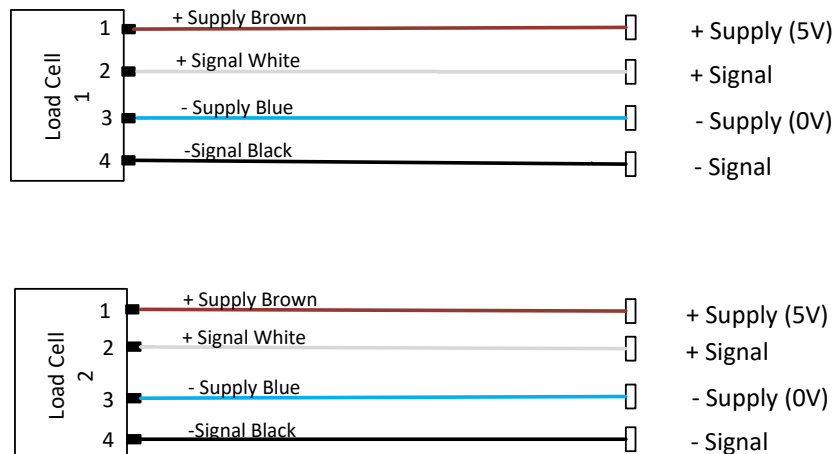 Load Cell
1
1 + Supply Brown + Supply (5V)
2 + Signal White + Signal
3 - Supply Blue - Supply (0V)
4 -Signal Black - Signal
Load Cell
2
1 + Supply Brown + Supply (5V)
2 + Signal White + Signal
3 - Supply Blue - Supply (0V)
4 -Signal Black - Signal